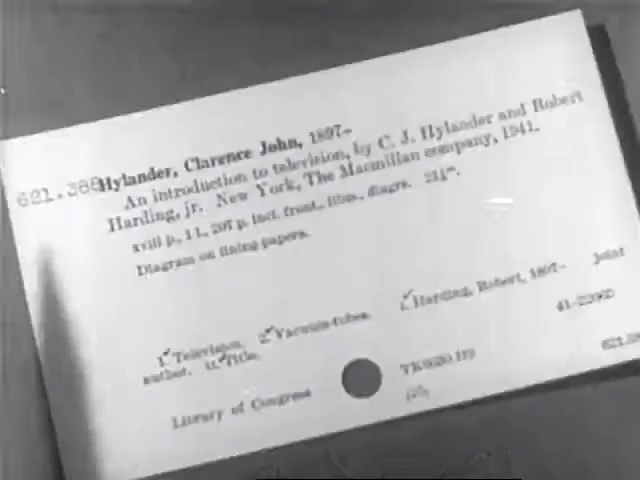 621.388 Hylander, Clarence John, 1897-
An introduction to television, by C. J. Hylander and Robert
Harding, jr. New York, The Macmillan company, 1941.
xviii p., 1 l., 207 p. incl. front., illus., diagrs. 21½ᶜᵐ.
Diagram on lining papers.
1. Television. 2. Vacuum-tubes. I. Harding, Robert, 1897- joint
author. II. Title.
Library of Congress